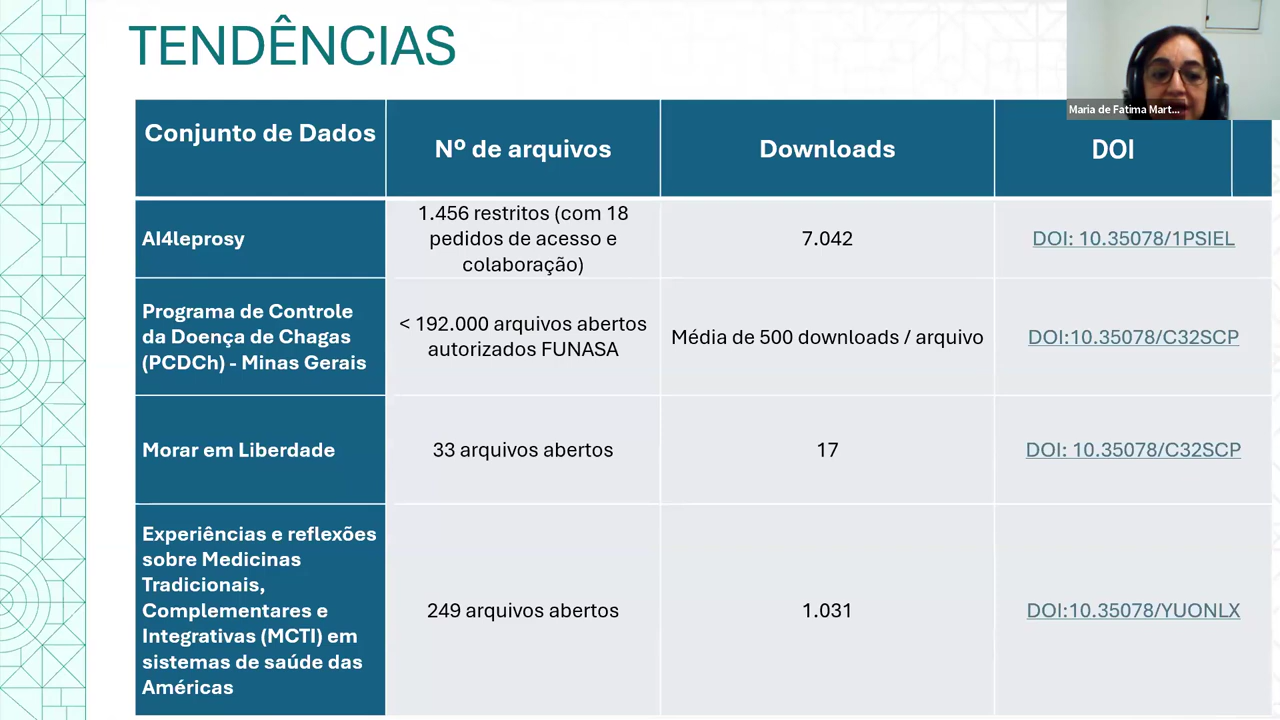 TENDÊNCIAS
Maria de Fatima Mart...
Conjunto de Dados
Nº de arquivos
Downloads
DOI
AI4leprosy
1.456 restritos (com 18
pedidos de acesso e
colaboração)
7.042
DOI: 10.35078/1PSIEL
Programa de Controle
da Doença de Chagas
(PCDCh) - Minas Gerais
< 192.000 arquivos abertos
autorizados FUNASA
Média de 500 downloads / arquivo
DOI:10.35078/C32SCP
Morar em Liberdade
33 arquivos abertos
17
DOI: 10.35078/C32SCP
Experiências e reflexões
sobre Medicinas
Tradicionais,
Complementares e
Integrativas (MCTI) em
sistemas de saúde das
Américas
249 arquivos abertos
1.031
DOI:10.35078/YUONLX